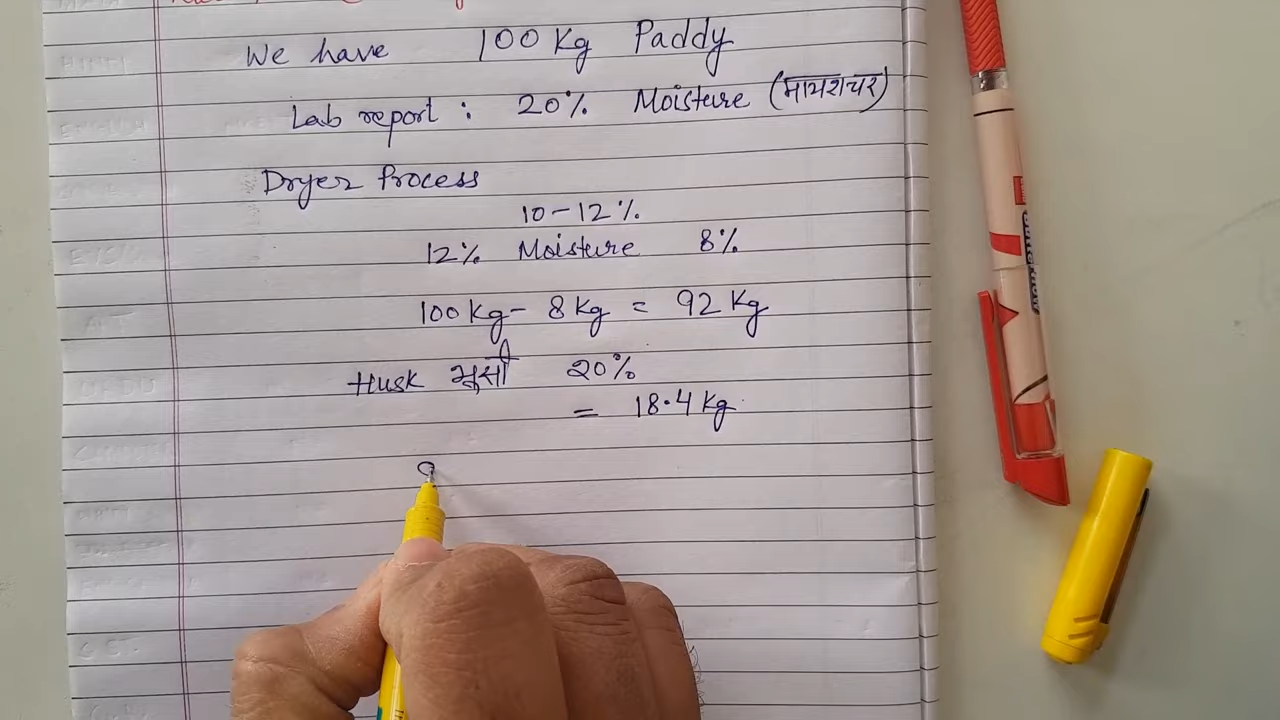 We have 100 Kg Paddy
Lab report : 20% Moisture (मायशचर)
Dryer Process
10-12%
12% Moisture 8%
100 Kg - 8 Kg = 92 Kg
Husk भूसी 20%
= 18.4 Kg
9